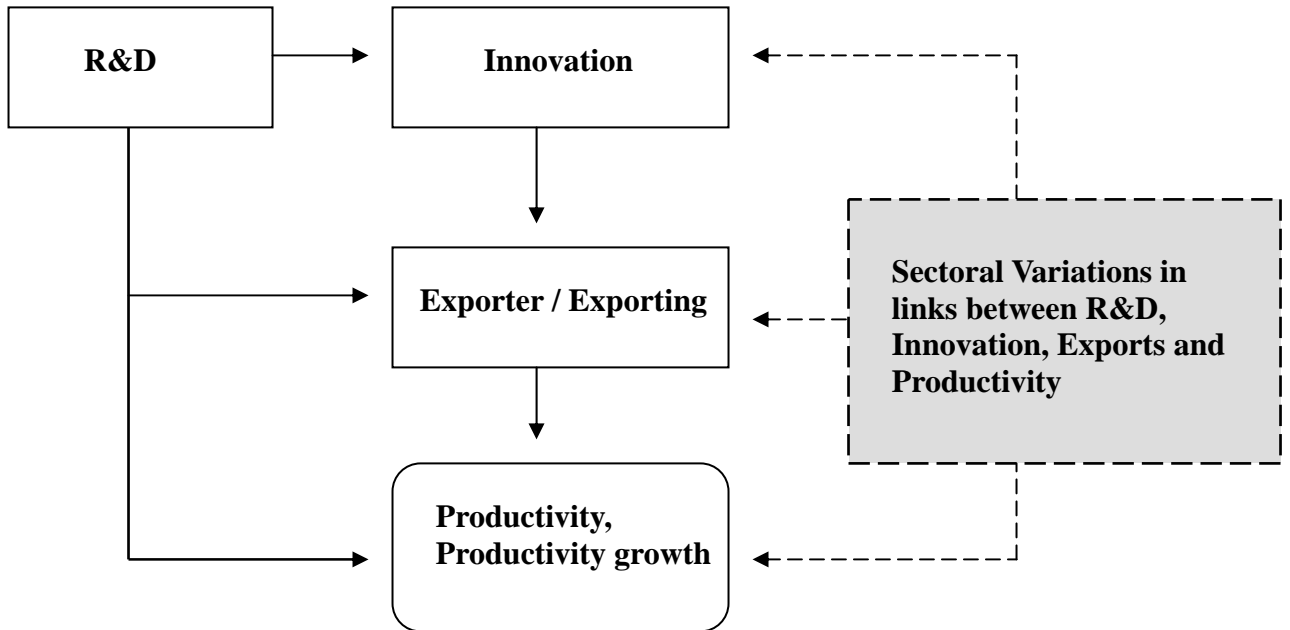 R&D
Innovation
Exporter / Exporting
Sectoral Variations in
links between R&D,
Innovation, Exports and
Productivity
Productivity,
Productivity growth